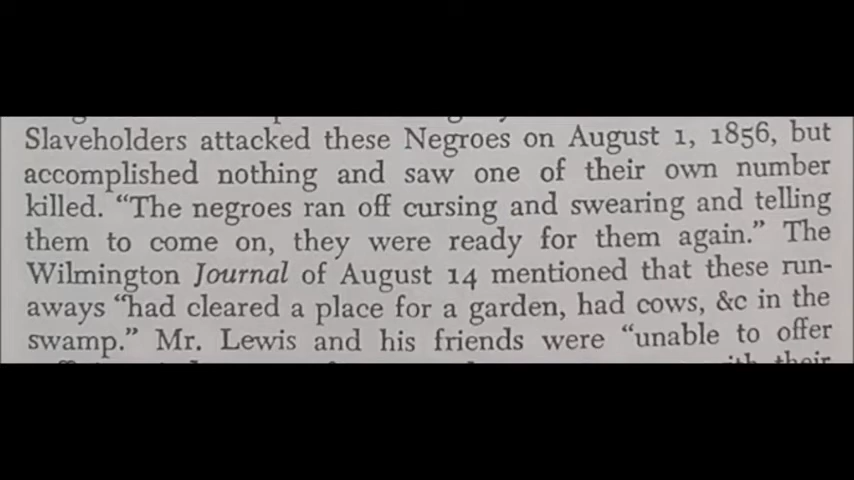 Slaveholders attacked these Negroes on August 1, 1856, but
accomplished nothing and saw one of their own number
killed. “The negroes ran off cursing and swearing and telling
them to come on, they were ready for them again.” The
Wilmington Journal of August 14 mentioned that these run-
aways “had cleared a place for a garden, had cows, &c in the
swamp.” Mr. Lewis and his friends were “unable to offer
with their